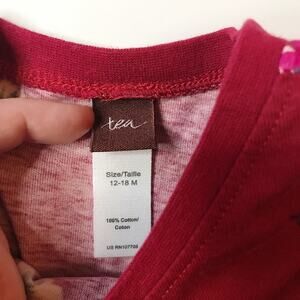 tea
Size/Taille
12-18 M
100% Cotton/
Coton
US RN107708